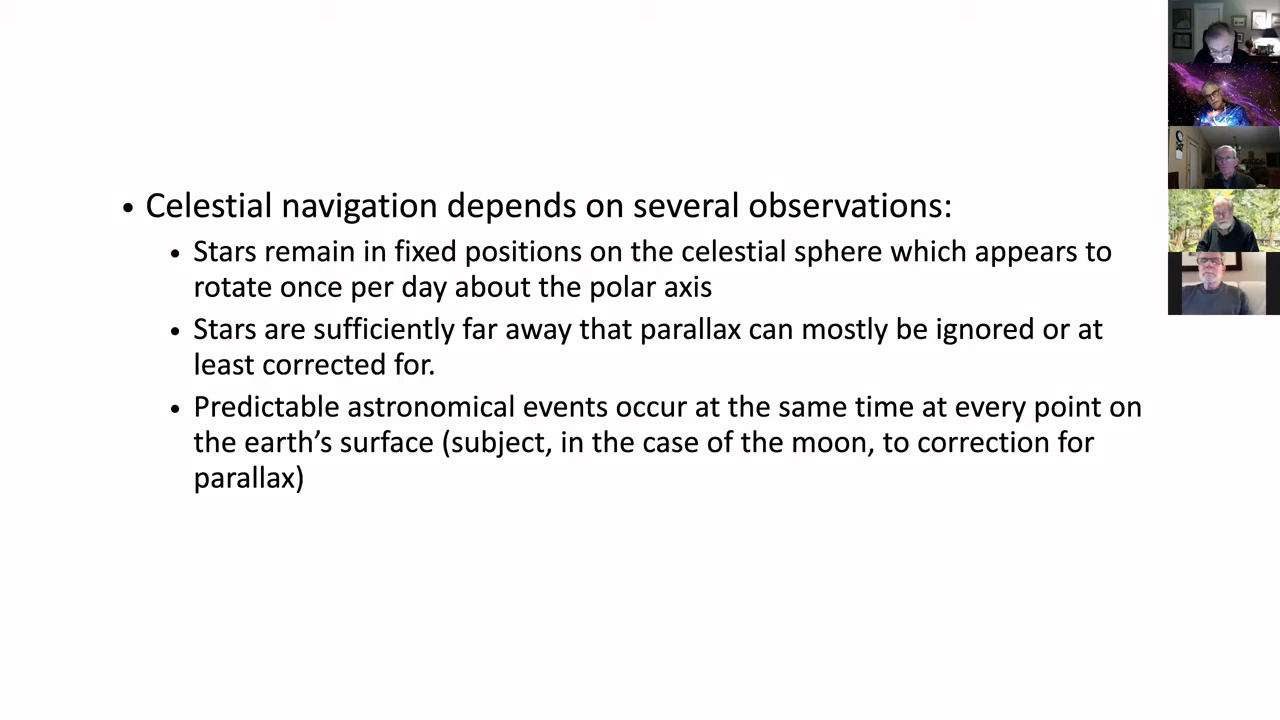 • Celestial navigation depends on several observations:
• Stars remain in fixed positions on the celestial sphere which appears to
rotate once per day about the polar axis
• Stars are sufficiently far away that parallax can mostly be ignored or at
least corrected for.
• Predictable astronomical events occur at the same time at every point on
the earth’s surface (subject, in the case of the moon, to correction for
parallax)